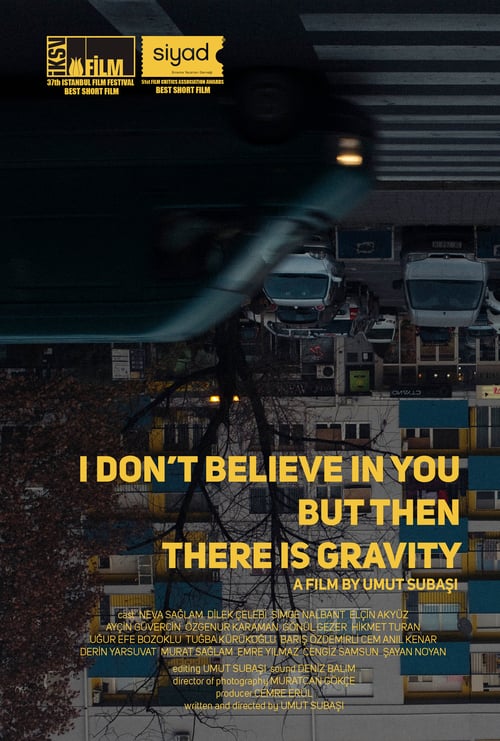 iKSV
FİLM
37th ISTANBUL FILM FESTIVAL
BEST SHORT FILM
siyad
Sinema Yazarları Derneği
51st FILM CRITICS ASSOCIATION AWARDS
BEST SHORT FILM
I DON'T BELIEVE IN YOU
BUT THEN
THERE IS GRAVITY
A FILM BY UMUT SUBAŞI
cast NEVA SAĞLAM DİLEK ÇELEBİ SİMGE NALBANT ELÇİN AKYÜZ
AYÇİN GÜVERCİN ÖZGENUR KARAMAN GÖNÜL GEZER HİKMET TURAN
UĞUR EFE BOZOKLU TUĞBA KÜRÜKOĞLU BARIŞ ÖZDEMİRLİ CEM ANIL KENAR
DERİN YARSUVAT MURAT SAĞLAM EMRE YILMAZ CENGİZ SAMSUN ŞAYAN NOYAN
editing UMUT SUBAŞI sound DENİZ BALIM
director of photography MURATCAN GÖKÇE
producer CEMRE ERÜL
written and directed by UMUT SUBAŞI